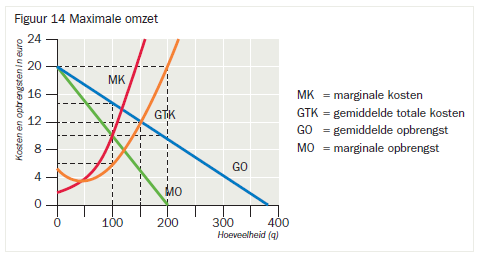 Figuur 14 Maximale omzet
Kosten en opbrengsten in euro
24
20
16
12
8
4
0
MK
GTK
GO
MO
0
100
200
300
400
Hoeveelheid (q)
MK = marginale kosten
GTK = gemiddelde totale kosten
GO = gemiddelde opbrengst
MO = marginale opbrengst